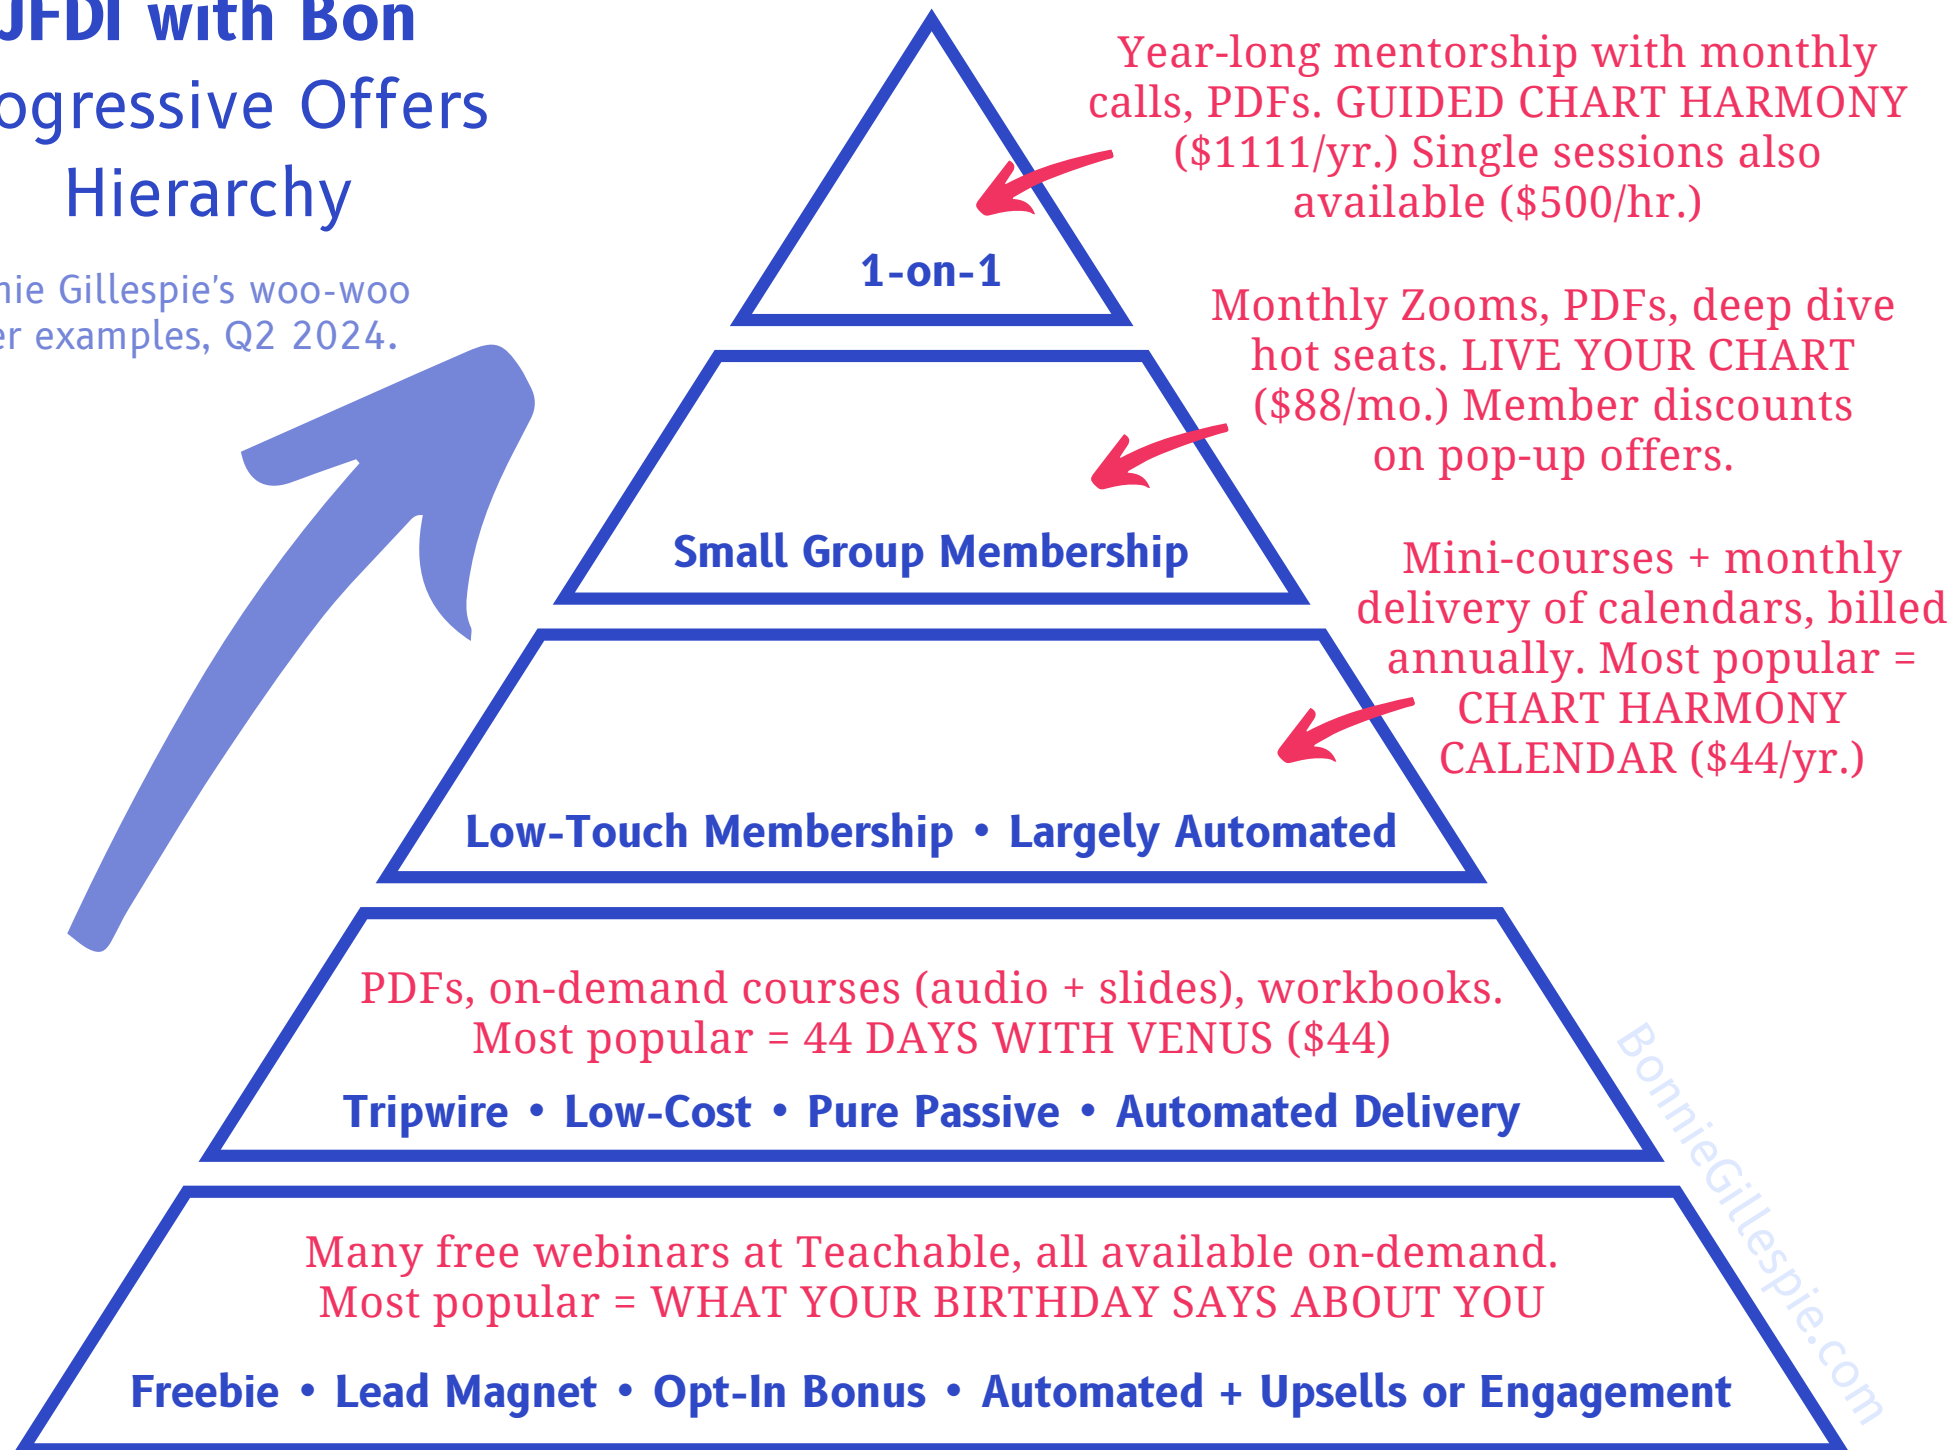 JFDI with Bon
ogressive Offers
Hierarchy
nie Gillespie's woo-woo
er examples, Q2 2024.
Year-long mentorship with monthly
calls, PDFs. GUIDED CHART HARMONY
($1111/yr.) Single sessions also
available ($500/hr.)
1-on-1
Monthly Zooms, PDFs, deep dive
hot seats. LIVE YOUR CHART
($88/mo.) Member discounts
on pop-up offers.
Small Group Membership
Mini-courses + monthly
delivery of calendars, billed
annually. Most popular =
CHART HARMONY
CALENDAR ($44/yr.)
Low-Touch Membership • Largely Automated
PDFs, on-demand courses (audio + slides), workbooks.
Most popular = 44 DAYS WITH VENUS ($44)
Tripwire • Low-Cost • Pure Passive • Automated Delivery
Many free webinars at Teachable, all available on-demand.
Most popular = WHAT YOUR BIRTHDAY SAYS ABOUT YOU
Freebie • Lead Magnet • Opt-In Bonus • Automated + Upsells or Engagement
BonnieGillespie.com